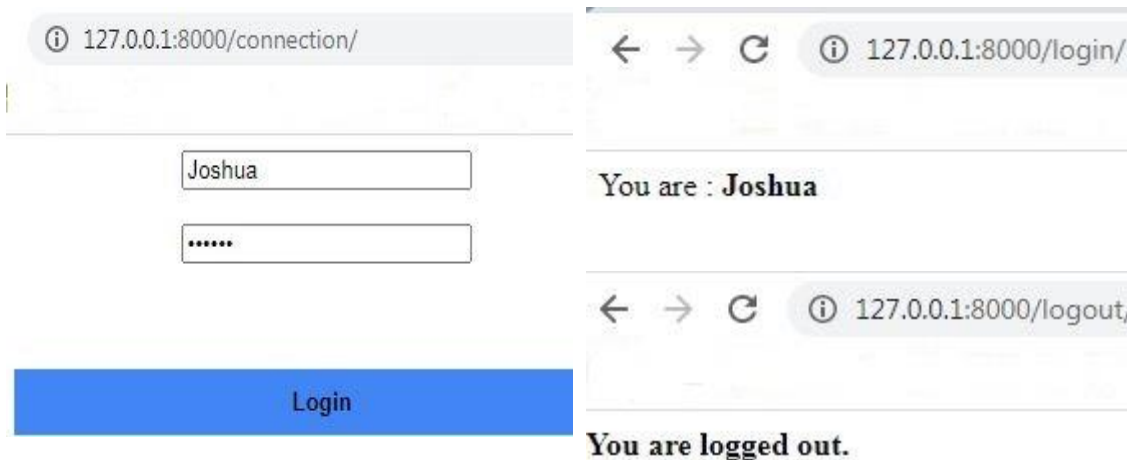 127.0.0.1:8000/connection/
Joshua
••••••
Login
127.0.0.1:8000/login/
You are : Joshua
127.0.0.1:8000/logout/
You are logged out.